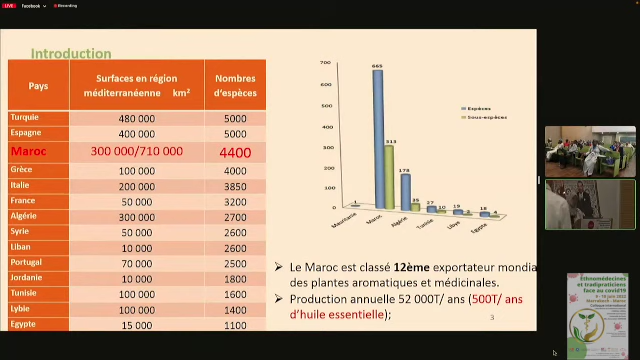 LIVE Facebook Recording
Introduction
Pays Surfaces en région méditerranéenne km² Nombres d'espèces
Turquie 480 000 5000
Espagne 400 000 5000
Maroc 300 000/710 000 4400
Grèce 100 000 4000
Italie 200 000 3850
France 50 000 3200
Algérie 300 000 2700
Syrie 50 000 2600
Liban 10 000 2600
Portugal 70 000 2500
Jordanie 10 000 1800
Tunisie 100 000 1600
Lybie 100 000 1400
Egypte 15 000 1100
700
600
500
400
300
200
100
0
1
665
313
178
35
27
10
19
18
4
Mauritanie
Maroc
Algérie
Tunisie
Libye
Egypte
Espèces
Sous-espèces
Le Maroc est classé 12ème exportateur mondia
des plantes aromatiques et médicinales.
Production annuelle 52 000T/ ans (500T/ ans
d'huile essentielle);
3
Ethnomédecines
et tradipraticiens
face au covid19
Marrakech - Maroc